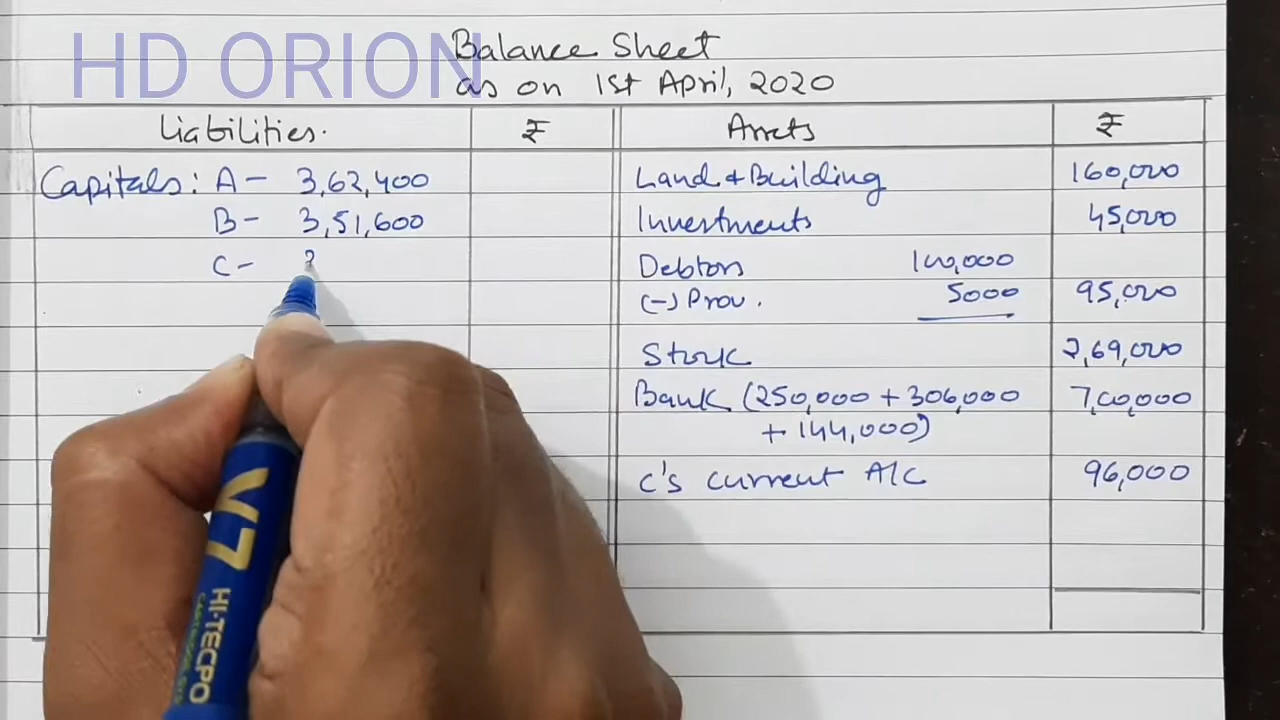 HD ORION
Balance Sheet
as on 1st April, 2020
Liabilities. ₹ Assets ₹
Capitals: A - 3,62,400 Land & Building 160,000
B - 3,51,600 Investments 45,000
C - Debtors 100,000
(-) Prov. 5000 95,000
Stock 2,69,000
Bank (250,000 + 306,000 7,00,000
+ 144,000)
C's current A/C 96,000
V7
HI-TECPO